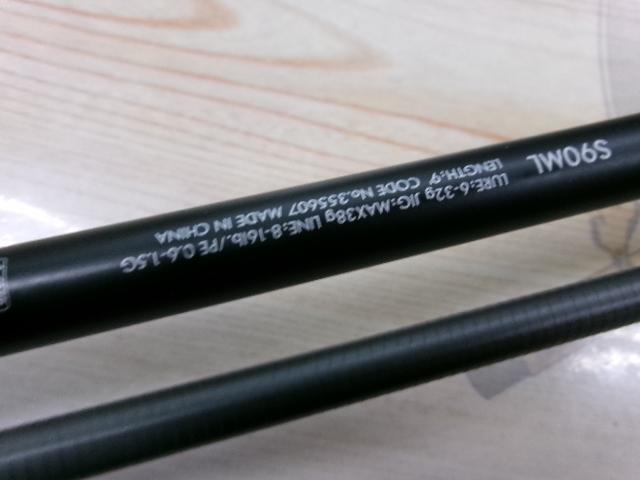 S90ML
LENGTH:9' CODE No.355607 MADE IN CHINA
LURE:6-32g JIG:MAX38g LINE:8-16lb./PE 0.6-1.5G